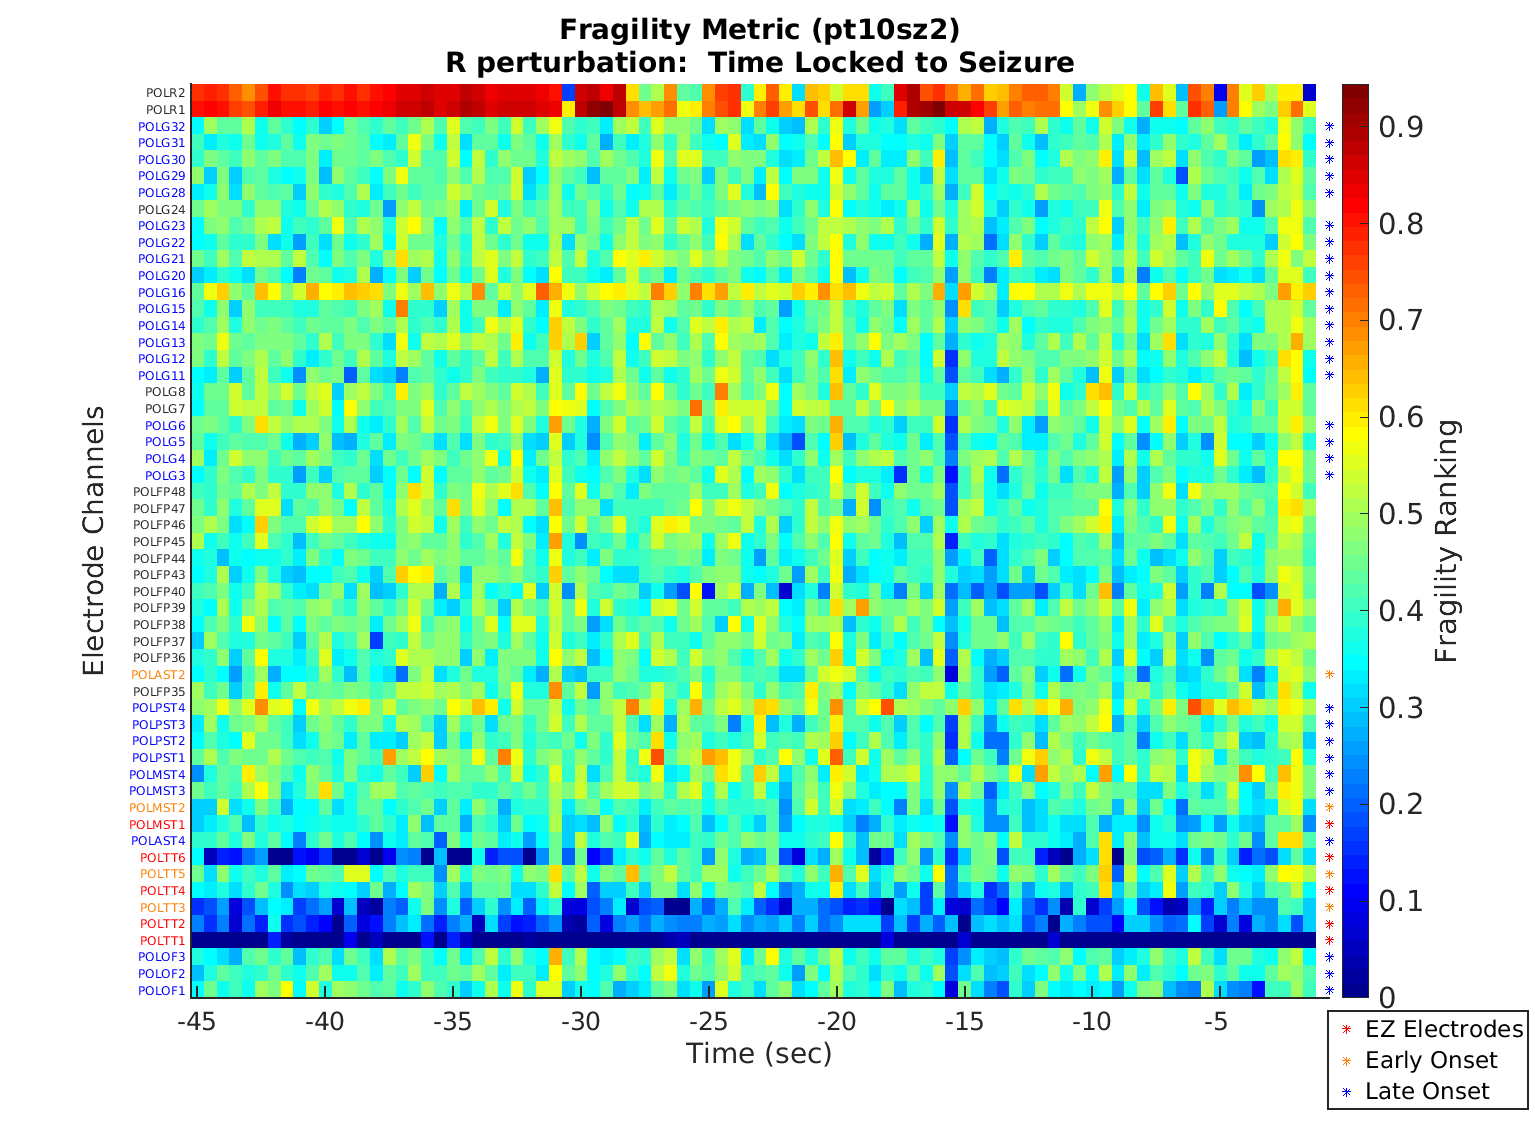 Fragility Metric (pt10sz2)
R perturbation:  Time Locked to Seizure
Electrode Channels
POLR2
POLR1
POLG32
POLG31
POLG30
POLG29
POLG28
POLG24
POLG23
POLG22
POLG21
POLG20
POLG16
POLG15
POLG14
POLG13
POLG12
POLG11
POLG8
POLG7
POLG6
POLG5
POLG4
POLG3
POLFP48
POLFP47
POLFP46
POLFP45
POLFP44
POLFP43
POLFP40
POLFP39
POLFP38
POLFP37
POLFP36
POLAST2
POLFP35
POLPST4
POLPST3
POLPST2
POLPST1
POLMST4
POLMST3
POLMST2
POLMST1
POLAST4
POLTT6
POLTT5
POLTT4
POLTT3
POLTT2
POLTT1
POLOF3
POLOF2
POLOF1
-45 -40 -35 -30 -25 -20 -15 -10 -5
Time (sec)
0.9
0.8
0.7
0.6
0.5
0.4
0.3
0.2
0.1
0
Fragility Ranking
EZ Electrodes
Early Onset
Late Onset